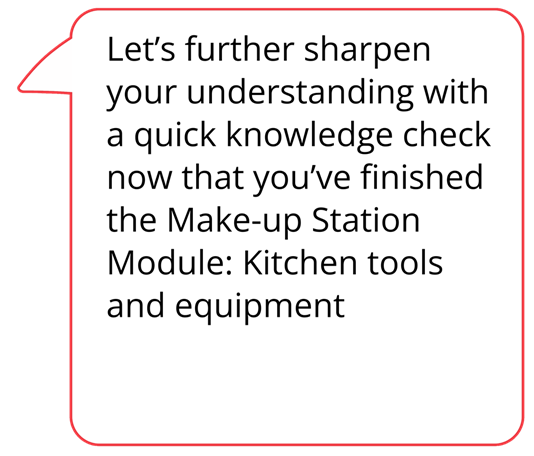 Let’s further sharpen
your understanding with
a quick knowledge check
now that you’ve finished
the Make-up Station
Module: Kitchen tools
and equipment